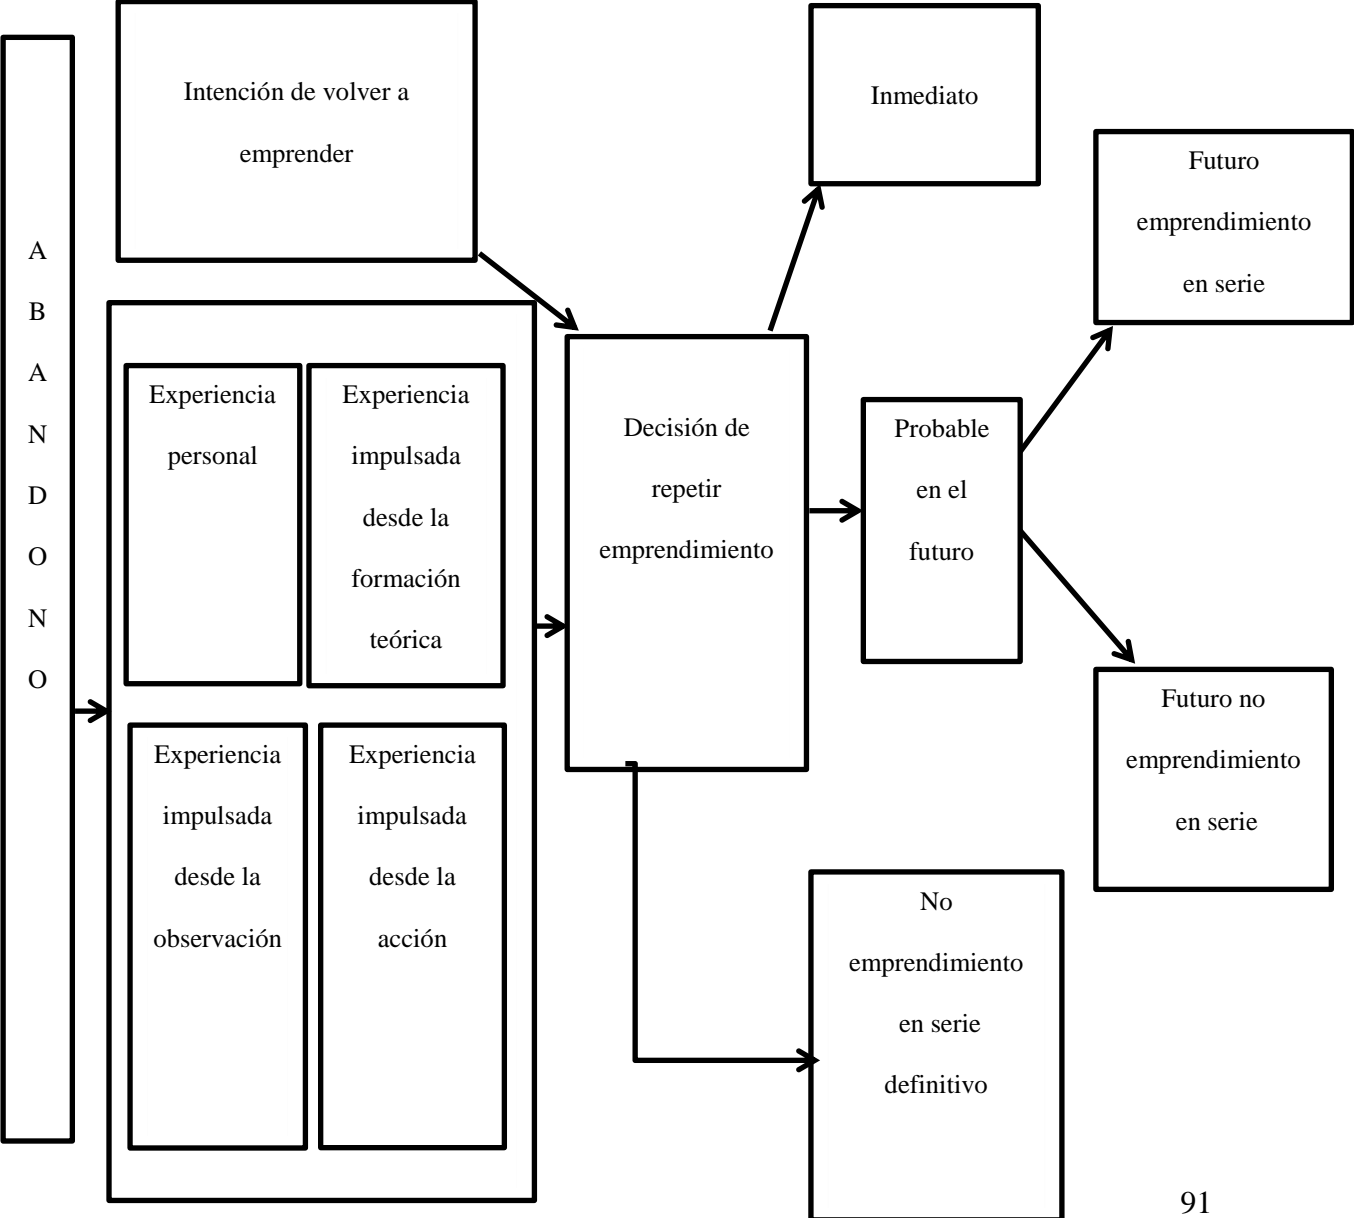 A
B
A
N
D
O
N
O
Intención de volver a
emprender
Experiencia
personal
Experiencia
impulsada
desde la
formación
teórica
Experiencia
impulsada
desde la
observación
Experiencia
impulsada
desde la
acción
Decisión de
repetir
emprendimiento
Inmediato
Probable
en el
futuro
Futuro
emprendimiento
en serie
Futuro no
emprendimiento
en serie
No
emprendimiento
en serie
definitivo
91